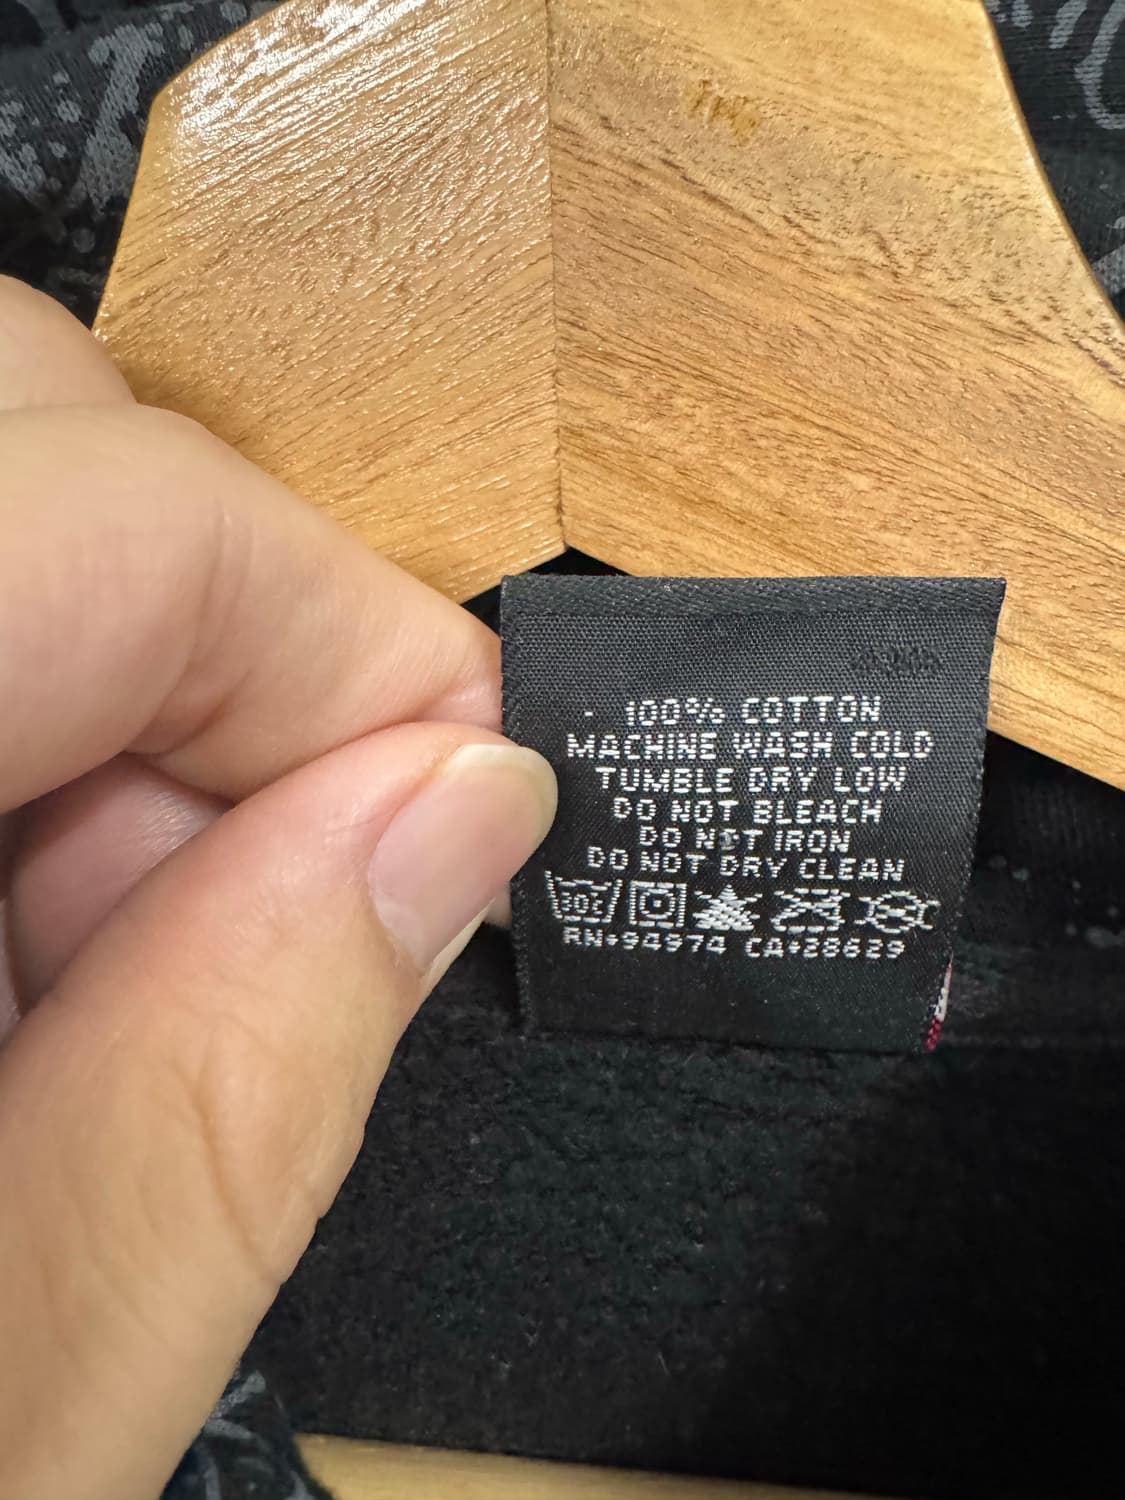 100% COTTON
MACHINE WASH COLD
TUMBLE DRY LOW
DO NOT BLEACH
DO NOT IRON
DO NOT DRY CLEAN
RN+94974 CA+28629